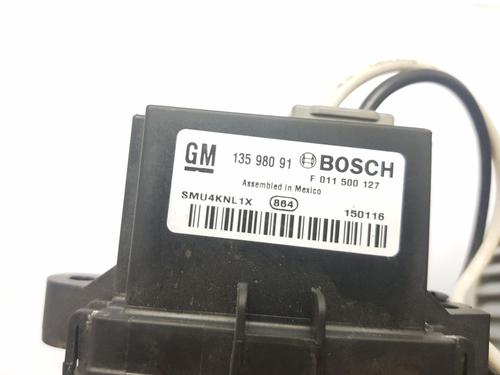 GM 135 980 91 BOSCH
F 011 500 127
Assembled in Mexico
SMU4KNL1X 864 150116